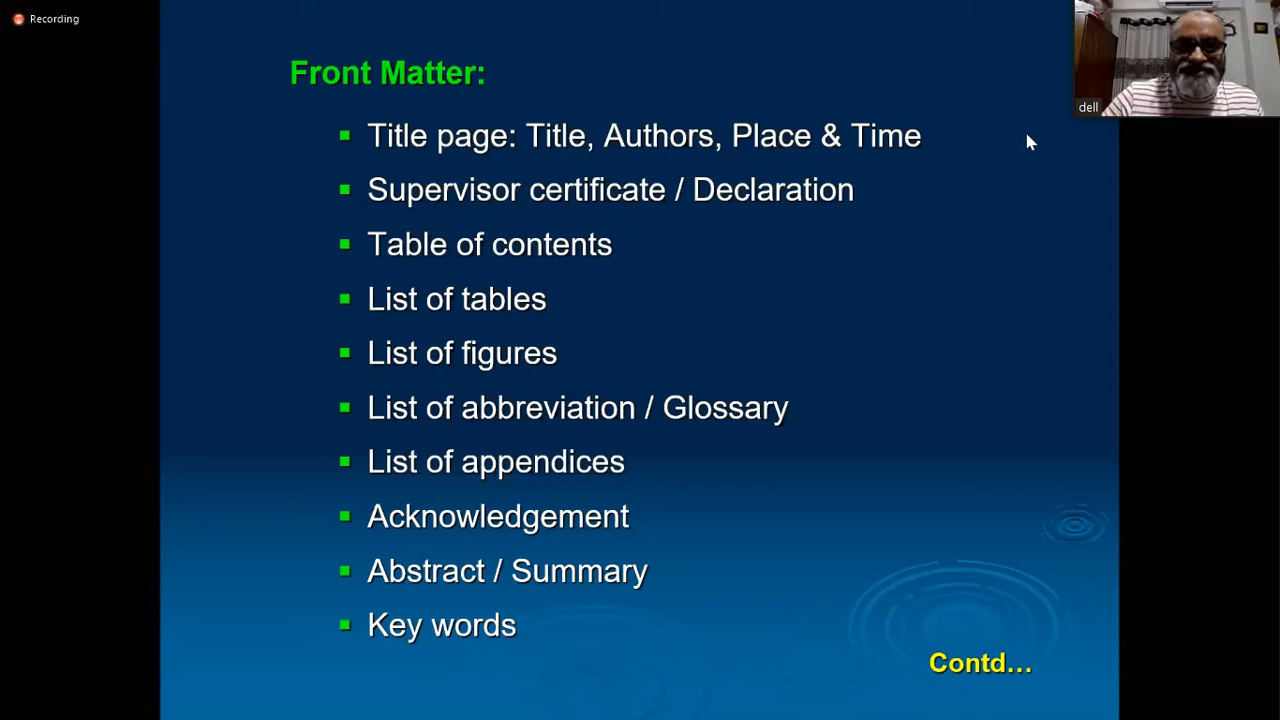 Recording
dell
Front Matter:
Title page: Title, Authors, Place & Time
Supervisor certificate / Declaration
Table of contents
List of tables
List of figures
List of abbreviation / Glossary
List of appendices
Acknowledgement
Abstract / Summary
Key words
Contd...